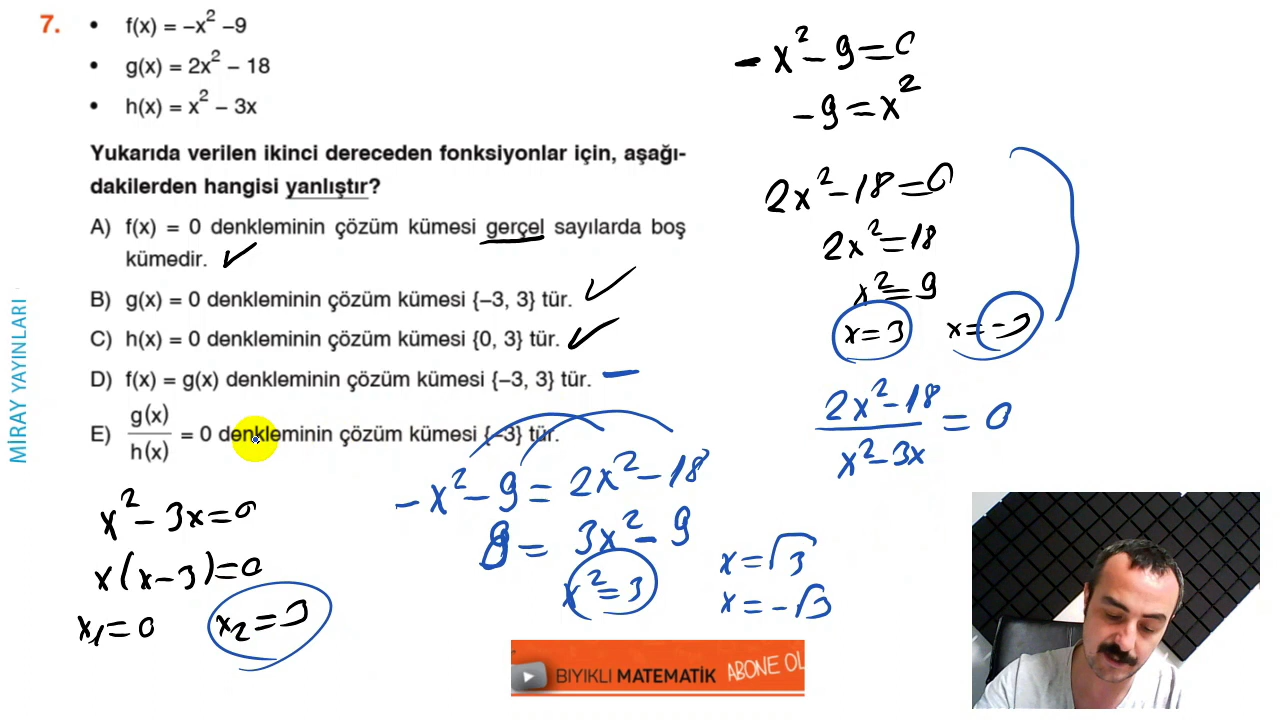 7. • f(x) = –x² –9
• g(x) = 2x² – 18
• h(x) = x² – 3x
Yukarıda verilen ikinci dereceden fonksiyonlar için, aşağı-
dakilerden hangisi yanlıştır?
A) f(x) = 0 denkleminin çözüm kümesi gerçel sayılarda boş
kümedir. ✓
B) g(x) = 0 denkleminin çözüm kümesi {–3, 3} tür. ✓
C) h(x) = 0 denkleminin çözüm kümesi {0, 3} tür. ✓
D) f(x) = g(x) denkleminin çözüm kümesi {–3, 3} tür. –
E) g(x)/h(x) = 0 denkleminin çözüm kümesi {–3} tür.
MİRAY YAYINLARI
x² – 3x = 0
x(x – 3) = 0
x₁ = 0 x₂ = 3
–x² – 9 = 2x² – 18
0 = 3x² – 9
x² = 3
x = √3
x = –√3
–x² – 9 = 0
–9 = x²
2x² – 18 = 0
2x² = 18
x² = 9
x = 3 x = –3
2x² – 18 / x² – 3x = 0
BIYIKLI MATEMATİK ABONE OL